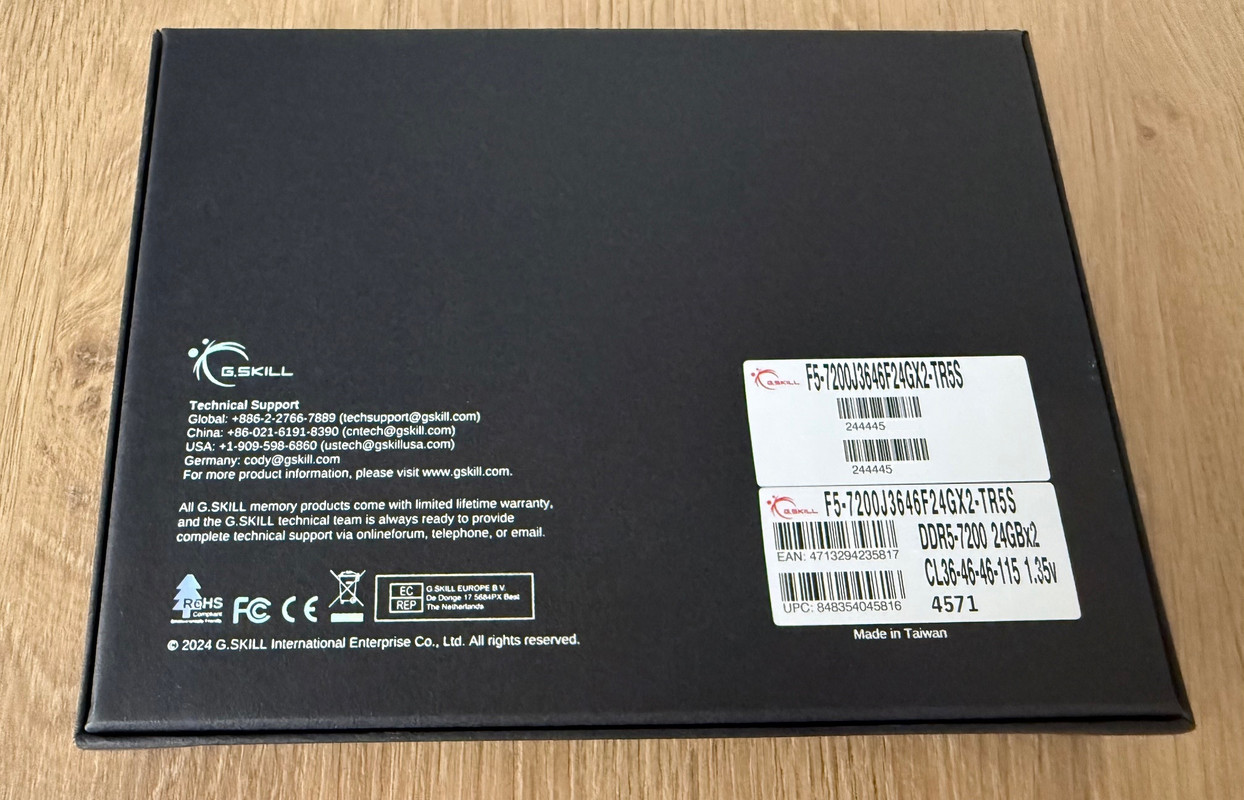 G.SKILL
Technical Support
Global: +886-2-2766-7889 (techsupport@gskill.com)
China: +86-021-6191-8390 (cntech@gskill.com)
USA: +1-909-598-6860 (ustech@gskillusa.com)
Germany: cody@gskill.com
For more product information, please visit www.gskill.com.
All G.SKILL memory products come with limited lifetime warranty,
and the G.SKILL technical team is always ready to provide
complete technical support via onlineforum, telephone, or email.
RoHS
Compliant
Environmentally Friendly
FC CE
EC
REP
G.SKILL EUROPE B.V.
De Donge 17 5684PX Best
The Netherlands
© 2024 G.SKILL International Enterprise Co., Ltd. All rights reserved.
G.SKILL F5-7200J3646F24GX2-TR5S
244445
244445
G.SKILL F5-7200J3646F24GX2-TR5S
DDR5-7200 24GBx2
EAN: 4713294235817
CL36-46-46-115 1.35v
UPC: 848354045816
4571
Made in Taiwan